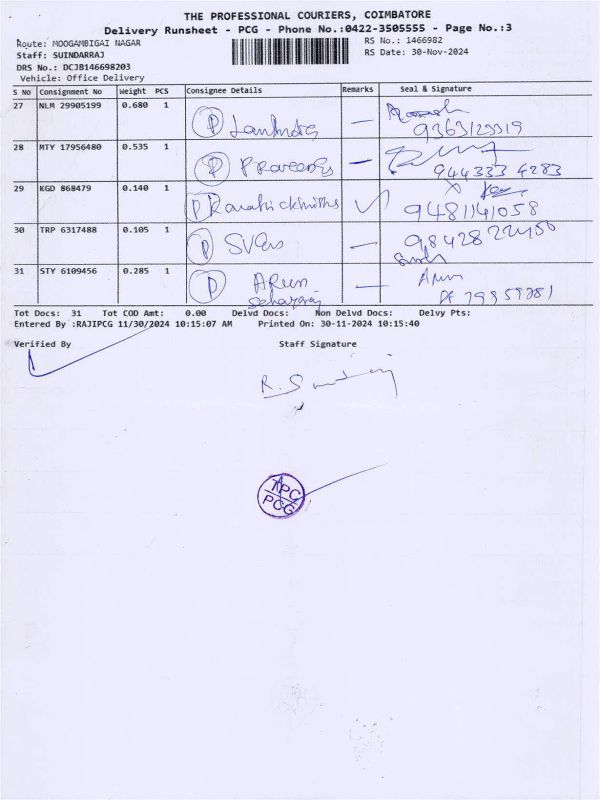 THE PROFESSIONAL COURIERS, COIMBATORE
Delivery Runsheet - PCG - Phone No.:0422-3505555 - Page No.:3
Route: MOOGAMBIGAI NAGAR RS No.: 1466982
Staff: SUINDARRAJ RS Date: 30-Nov-2024
DRS No.: DCJB146698203
Vehicle: Office Delivery
S No Consignment No Weight PCS Consignee Details Remarks Seal & Signature
27 NLM 29905199 0.680 1 P —
28 MTY 17956480 0.535 1 P —
944333 4283
29 KGD 868479 0.140 1 P
9481141058
30 TRP 6317488 0.105 1 P —
31 STY 6109456 0.285 1 P Arun — Arun
Tot Docs: 31 Tot COD Amt: 0.00 Delvd Docs: Non Delvd Docs: Delvy Pts:
Entered By :RAJIPCG 11/30/2024 10:15:07 AM Printed On: 30-11-2024 10:15:40
Verified By Staff Signature
TPC
PCG